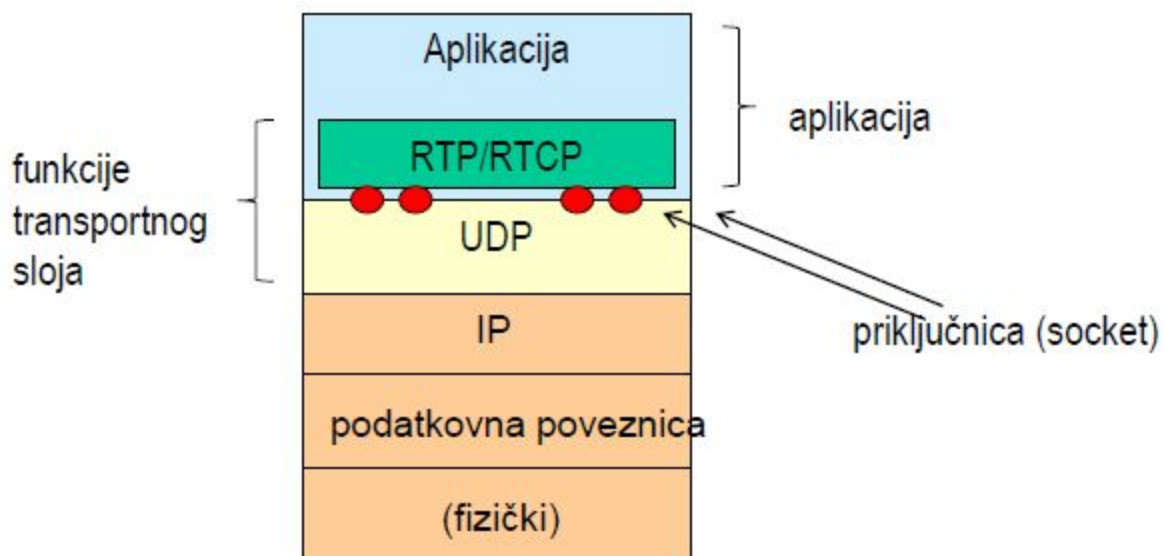 Aplikacija
aplikacija
RTP/RTCP
funkcije
transportnog
sloja
UDP
IP
priključnica (socket)
podatkovna poveznica
(fizički)